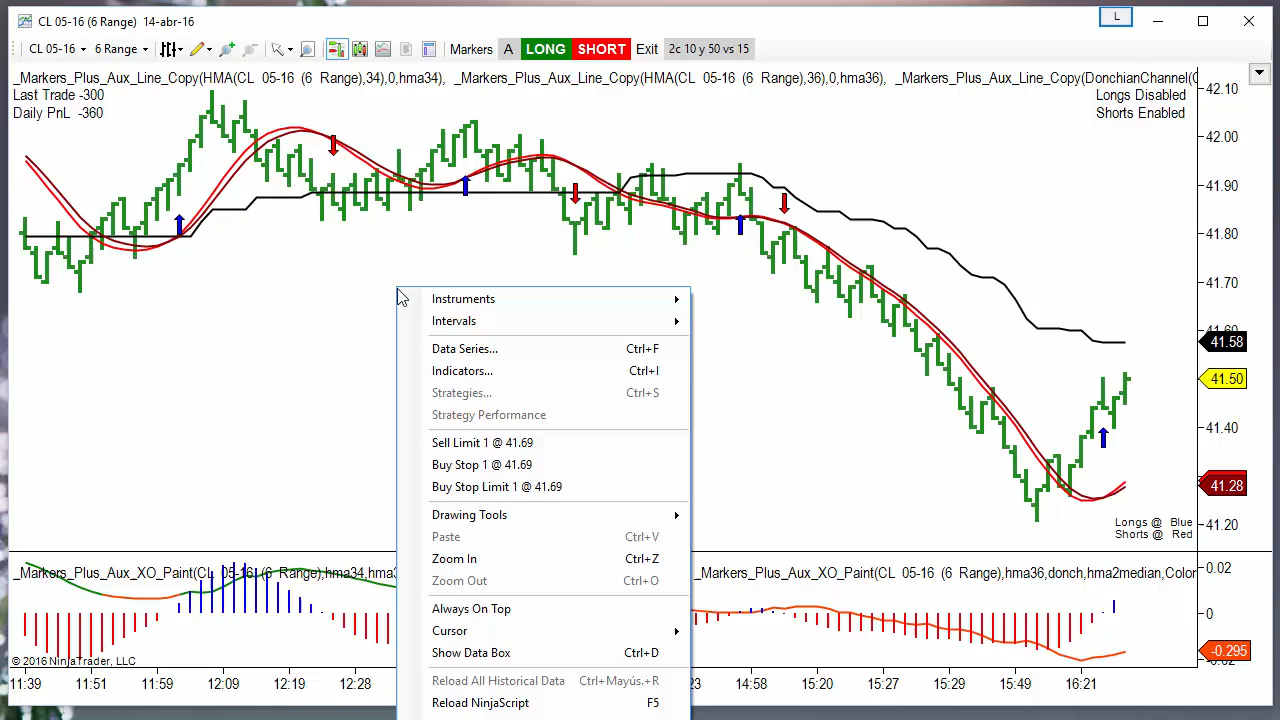 CL 05-16 (6 Range) 14-abr-16
L
CL 05-16 6 Range Markers A LONG SHORT Exit 2c 10 y 30 vs 15
_Markers_Plus_Aux_Line_Copy(HMA(CL 05-16 (6 Range),34),0,hma34), _Markers_Plus_Aux_Line_Copy(HMA(CL 05-16 (6 Range),36),0,hma36), _Markers_Plus_Aux_Line_Copy(DonchianChannel(C
Last Trade -300
Daily PnL -360
Longs Disabled
Shorts Enabled
42.10
42.00
41.90
41.80
41.70
41.60
41.58
41.50
41.40
41.28
41.20
Instruments
Intervals
Data Series... Ctrl+F
Indicators... Ctrl+I
Strategies... Ctrl+S
Strategy Performance
Sell Limit 1 @ 41.69
Buy Stop 1 @ 41.69
Buy Stop Limit 1 @ 41.69
Drawing Tools
Paste Ctrl+V
Zoom In Ctrl+Z
Zoom Out Ctrl+O
Always On Top
Cursor
Show Data Box Ctrl+D
Reload All Historical Data Ctrl+Mayús.+R
Reload NinjaScript F5
Longs @ Blue
Shorts @ Red
_Markers_Plus_Aux_XO_Paint(CL 05-16 (6 Range),hma34,hma3
_Markers_Plus_Aux_XO_Paint(CL 05-16 (6 Range),hma36,donch,hma2median,Color
0.02
0
-0.295
© 2016 NinjaTrader, LLC
11:39 11:51 11:59 12:09 12:19 12:28 :23 14:58 15:20 15:27 15:29 15:49 16:21